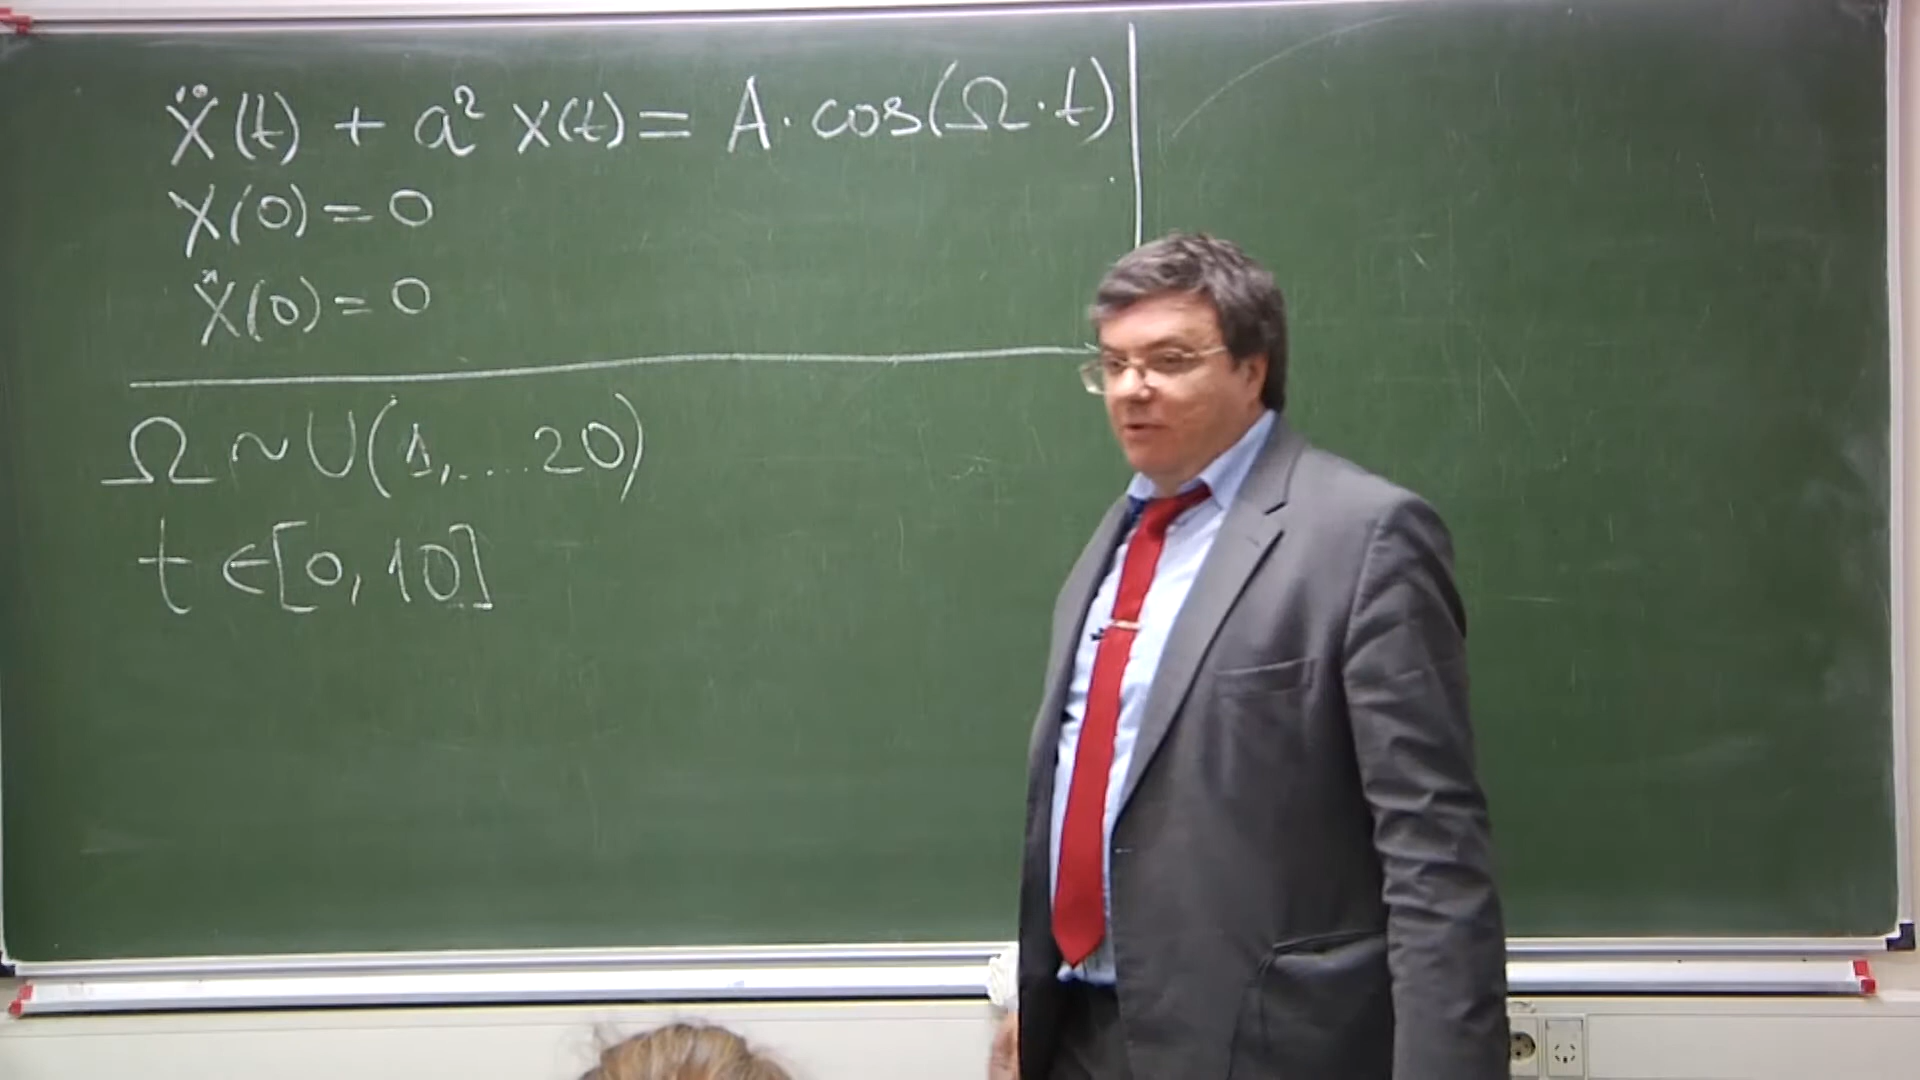 ẍ(t) + a² x(t) = A · cos(Ω · t)
x(0) = 0
ẋ(0) = 0
Ω ~ U(1,...20)
t ∈ [0, 10]